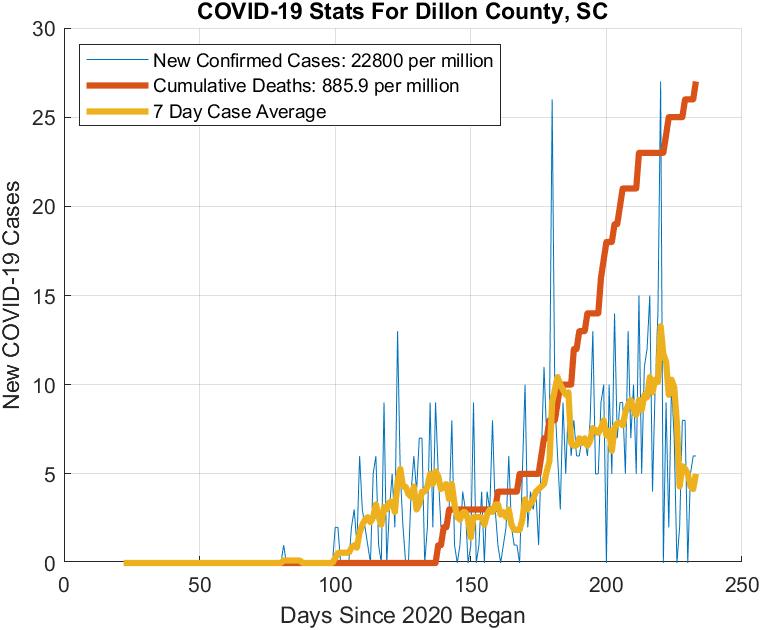 COVID-19 Stats For Dillon County, SC
New Confirmed Cases: 22800 per million
Cumulative Deaths: 885.9 per million
7 Day Case Average
New COVID-19 Cases
30
25
20
15
10
5
0
0 50 100 150 200 250
Days Since 2020 Began